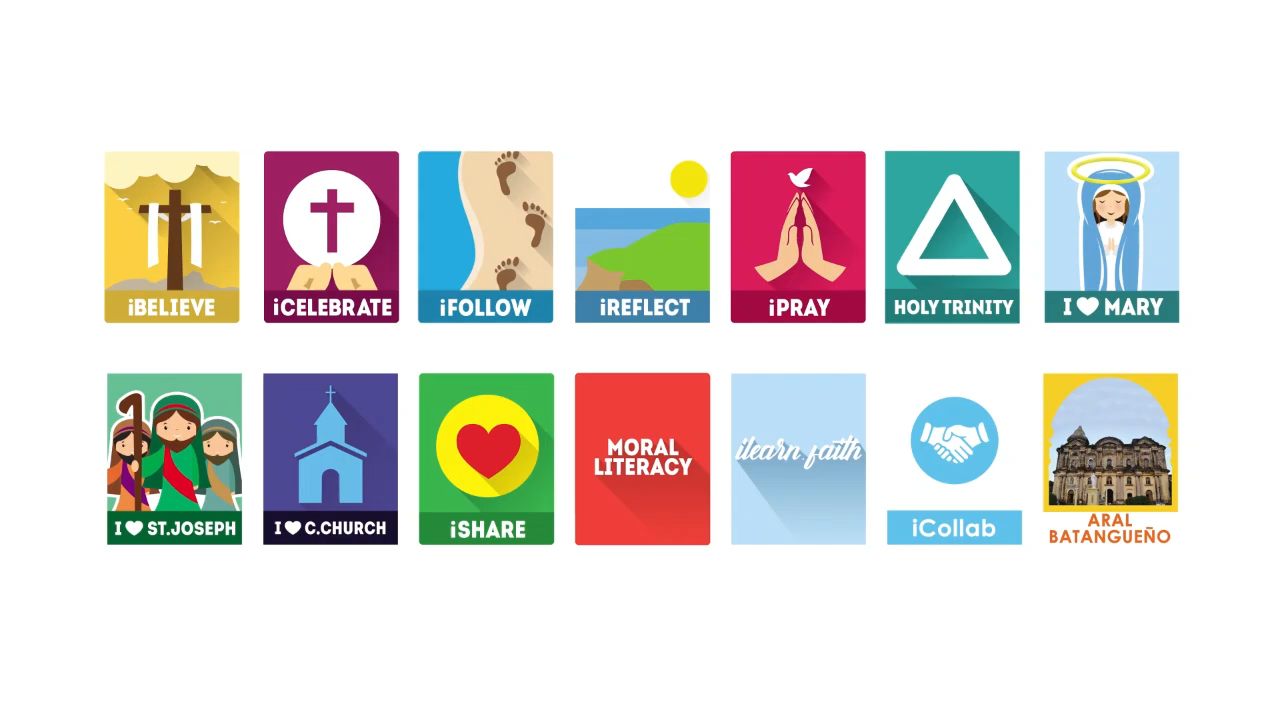 iBELIEVE
iCELEBRATE
iFOLLOW
iREFLECT
iPRAY
HOLY TRINITY
I MARY
I ST.JOSEPH
I C.CHURCH
iSHARE
MORAL
LITERACY
ilearn.faith
iCollab
ARAL
BATANGUEÑO